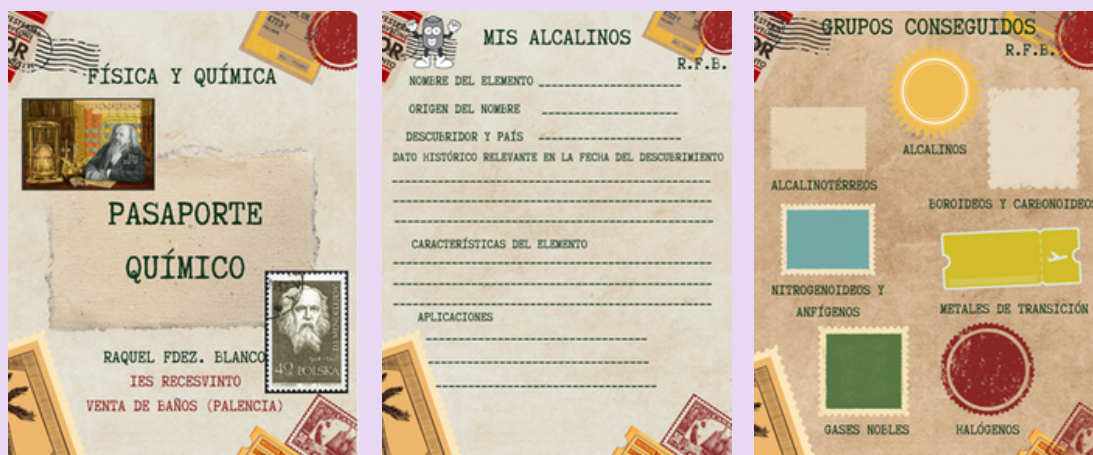 FÍSICA Y QUÍMICA
PASAPORTE
QUÍMICO
40 POLSKA
RAQUEL FDEZ. BLANCO
IES RECESVINTO
VENTA DE BAÑOS (PALENCIA)
MIS ALCALINOS
R.F.B.
NOMBRE DEL ELEMENTO
ORIGEN DEL NOMBRE
DESCUBRIDOR Y PAÍS
DATO HISTÓRICO RELEVANTE EN LA FECHA DEL DESCUBRIMIENTO
CARACTERÍSTICAS DEL ELEMENTO
APLICACIONES
GRUPOS CONSEGUIDOS
R.F.B.
ALCALINOS
ALCALINOTÉRREOS
BOROIDEOS Y CARBONOIDEOS
NITROGENOIDEOS Y
ANFÍGENOS
METALES DE TRANSICIÓN
GASES NOBLES
HALÓGENOS